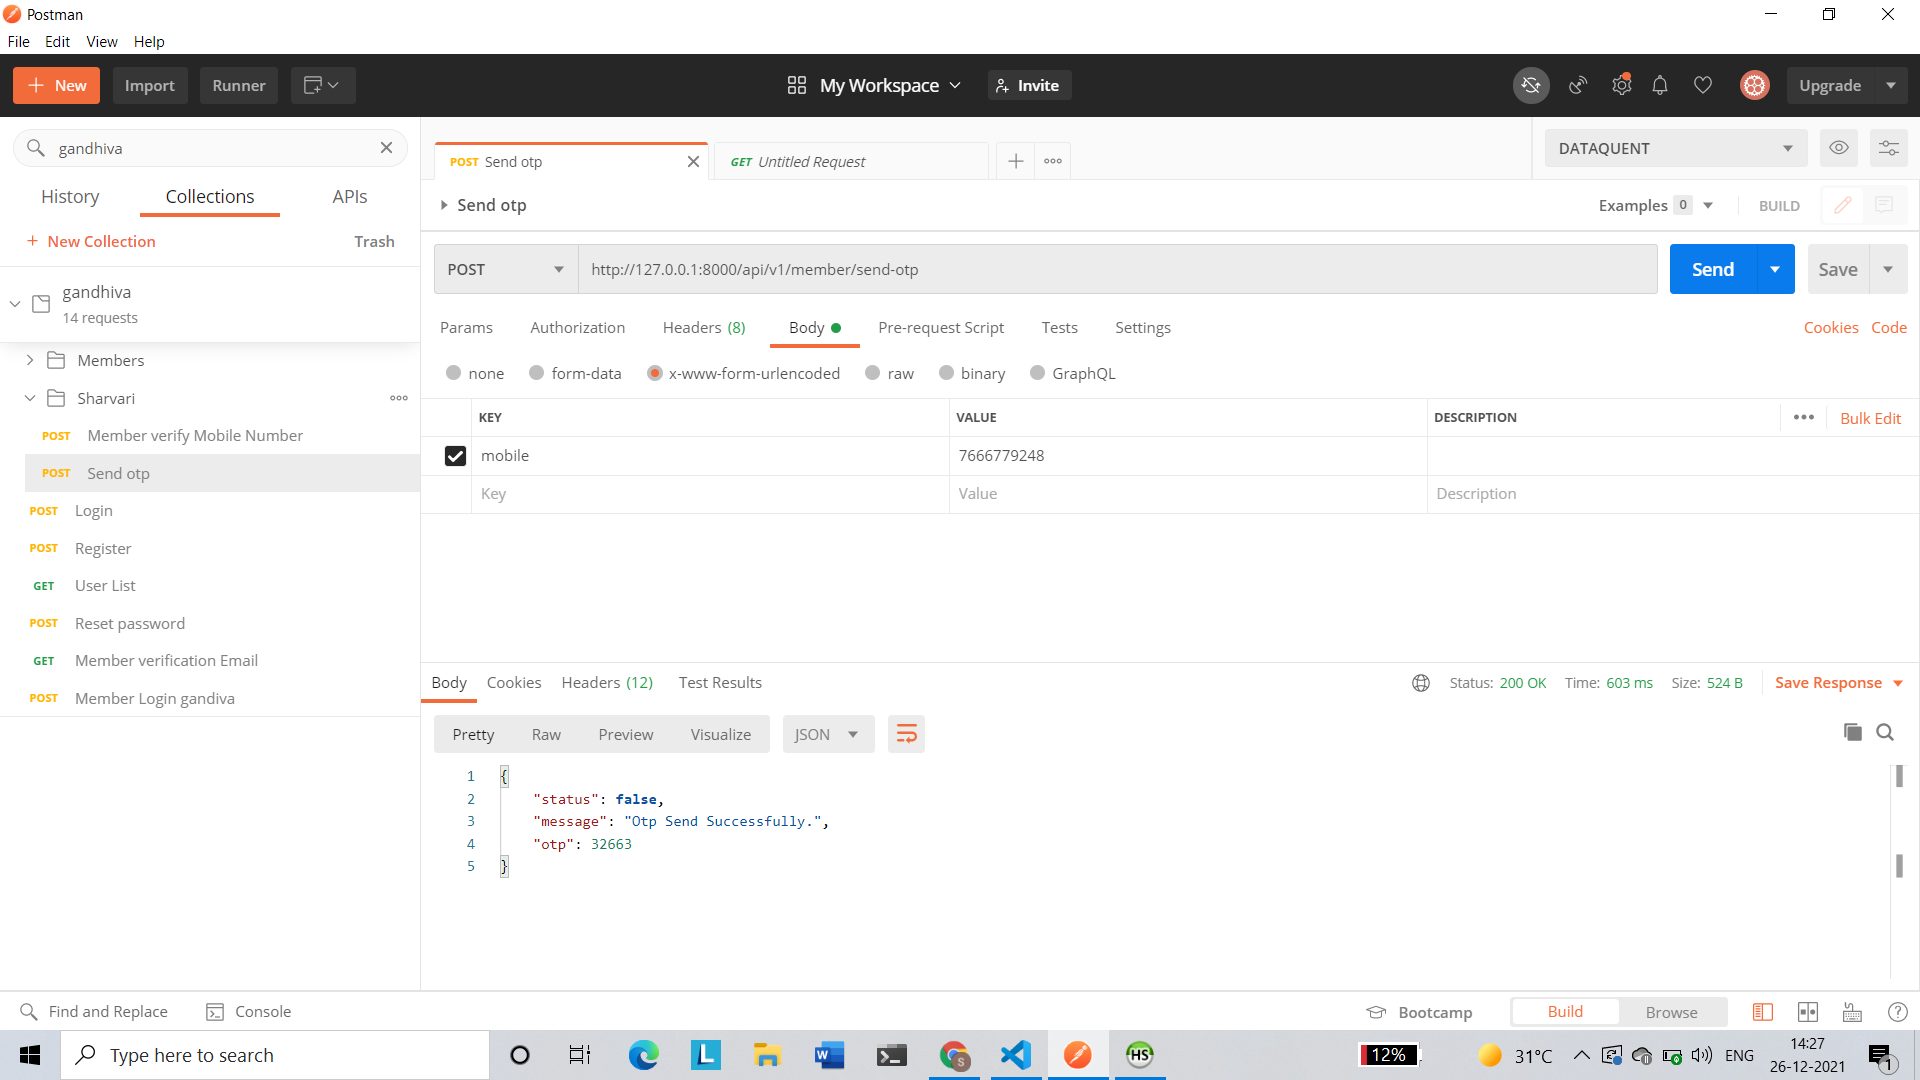 Postman
File Edit View Help
New Import Runner My Workspace Invite Upgrade
gandhiva
History Collections APIs
+ New Collection Trash
gandhiva
14 requests
Members
Sharvari
POST Member verify Mobile Number
POST Send otp
POST Login
POST Register
GET User List
POST Reset password
GET Member verification Email
POST Member Login gandiva
POST Send otp GET Untitled Request
DATAQUENT
Send otp Examples 0 BUILD
POST http://127.0.0.1:8000/api/v1/member/send-otp Send Save
Params Authorization Headers (8) Body Pre-request Script Tests Settings Cookies Code
none form-data x-www-form-urlencoded raw binary GraphQL
KEY VALUE DESCRIPTION Bulk Edit
mobile 7666779248
Key Value Description
Body Cookies Headers (12) Test Results Status: 200 OK Time: 603 ms Size: 524 B Save Response
Pretty Raw Preview Visualize JSON
1 {
2 "status": false,
3 "message": "Otp Send Successfully.",
4 "otp": 32663
5 }
Find and Replace Console Bootcamp Build Browse
Type here to search
L
W
S
HS
12%
31°C
ENG
14:27
26-12-2021
1